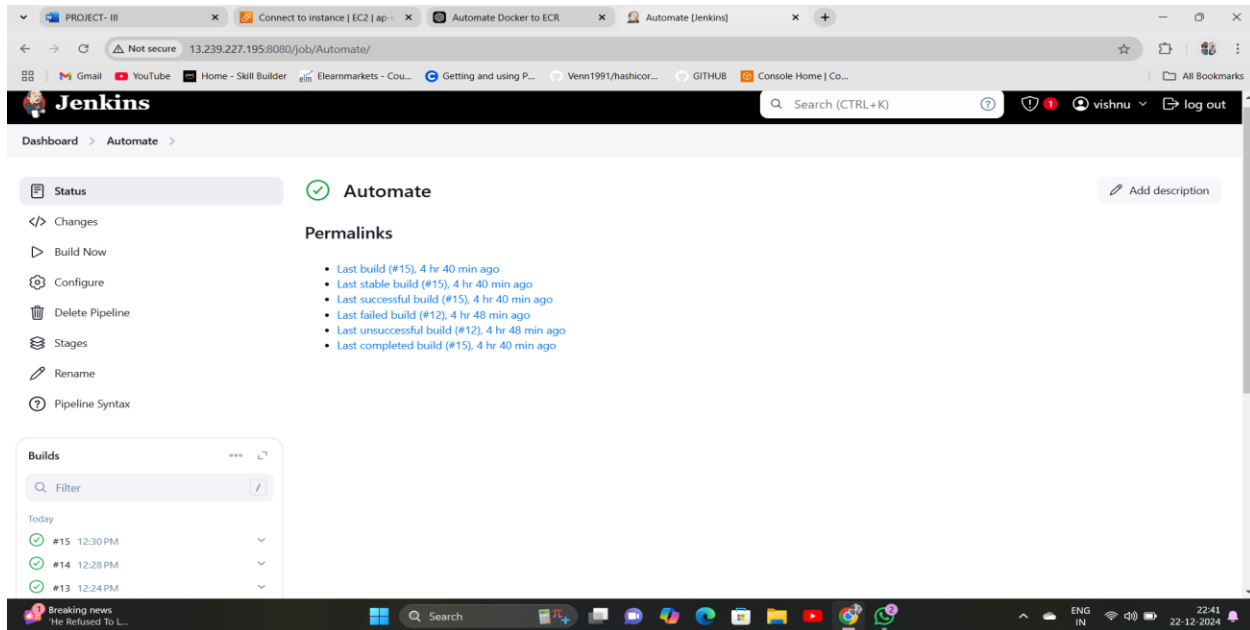 PROJECT- III
Connect to instance | EC2 | ap-s
Automate Docker to ECR
Automate [Jenkins]
Not secure 13.239.227.195:8080/job/Automate/
Gmail YouTube Home - Skill Builder Elearnmarkets - Cou... Getting and using P... Venn1991/hashicor... GITHUB Console Home | Co... All Bookmarks
Jenkins Search (CTRL+K) 1 vishnu log out
Dashboard > Automate >
Status
Changes
Build Now
Configure
Delete Pipeline
Stages
Rename
Pipeline Syntax
Builds
Filter /
Today
#15 12:30 PM
#14 12:28 PM
#13 12:24 PM
Automate
Add description
Permalinks
Last build (#15), 4 hr 40 min ago
Last stable build (#15), 4 hr 40 min ago
Last successful build (#15), 4 hr 40 min ago
Last failed build (#12), 4 hr 48 min ago
Last unsuccessful build (#12), 4 hr 48 min ago
Last completed build (#15), 4 hr 40 min ago
1 Breaking news
'He Refused To L...
Search
2
ENG
IN
22:41
22-12-2024